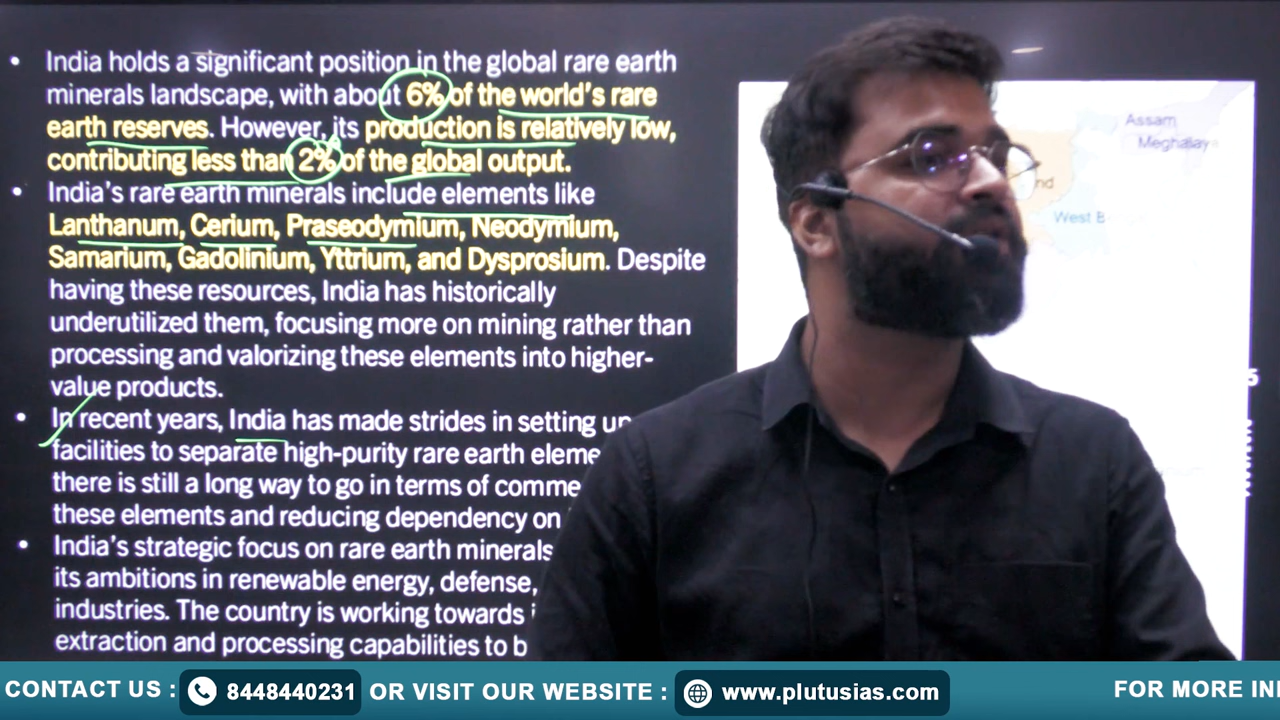 • India holds a significant position in the global rare earth
minerals landscape, with about 6% of the world's rare
earth reserves. However, its production is relatively low,
contributing less than 2% of the global output.
• India's rare earth minerals include elements like
Lanthanum, Cerium, Praseodymium, Neodymium,
Samarium, Gadolinium, Yttrium, and Dysprosium. Despite
having these resources, India has historically
underutilized them, focusing more on mining rather than
processing and valorizing these elements into higher-
value products.
• In recent years, India has made strides in setting up
facilities to separate high-purity rare earth eleme
there is still a long way to go in terms of comme
these elements and reducing dependency on
• India's strategic focus on rare earth minerals
its ambitions in renewable energy, defense,
industries. The country is working towards
extraction and processing capabilities to b
Assam
Meghalay
nd
West B
CONTACT US : 8448440231 OR VISIT OUR WEBSITE : www.plutusias.com FOR MORE IN